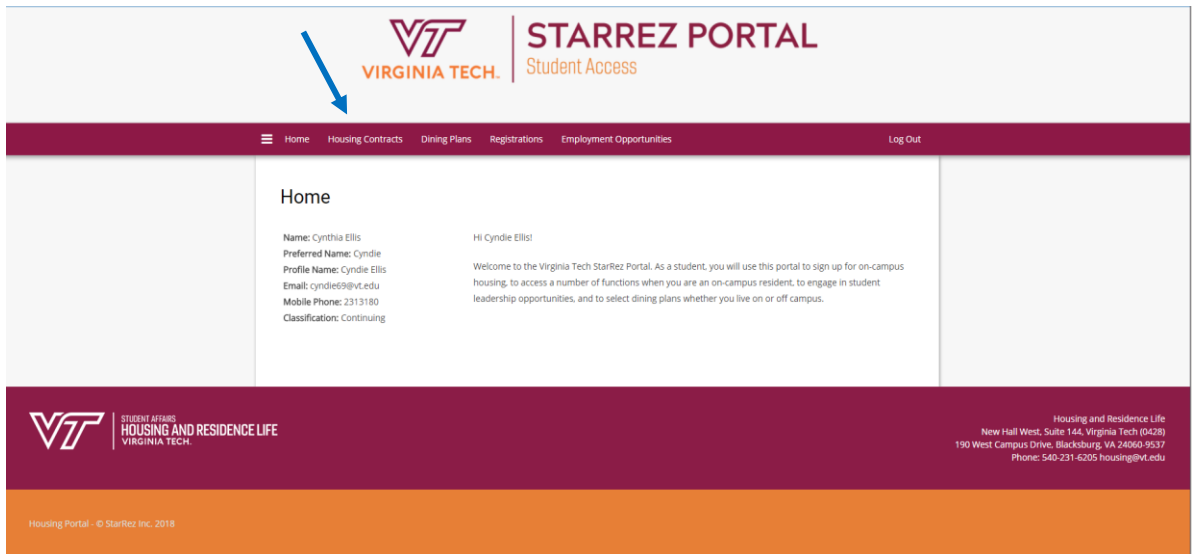 VT
VIRGINIA TECH.
STARREZ PORTAL
Student Access
Home Housing Contracts Dining Plans Registrations Employment Opportunities Log Out
Home
Name: Cynthia Ellis
Preferred Name: Cyndie
Profile Name: Cyndie Ellis
Email: cyndie69@vt.edu
Mobile Phone: 2313180
Classification: Continuing
Hi Cyndie Ellis!
Welcome to the Virginia Tech StarRez Portal. As a student, you will use this portal to sign up for on-campus
housing, to access a number of functions when you are an on-campus resident, to engage in student
leadership opportunities, and to select dining plans whether you live on or off campus.
VT
STUDENT AFFAIRS
HOUSING AND RESIDENCE LIFE
VIRGINIA TECH.
Housing and Residence Life
New Hall West, Suite 144, Virginia Tech (0428)
190 West Campus Drive, Blacksburg, VA 24060-9537
Phone: 540-231-6205 housing@vt.edu
Housing Portal - © StarRez Inc. 2018